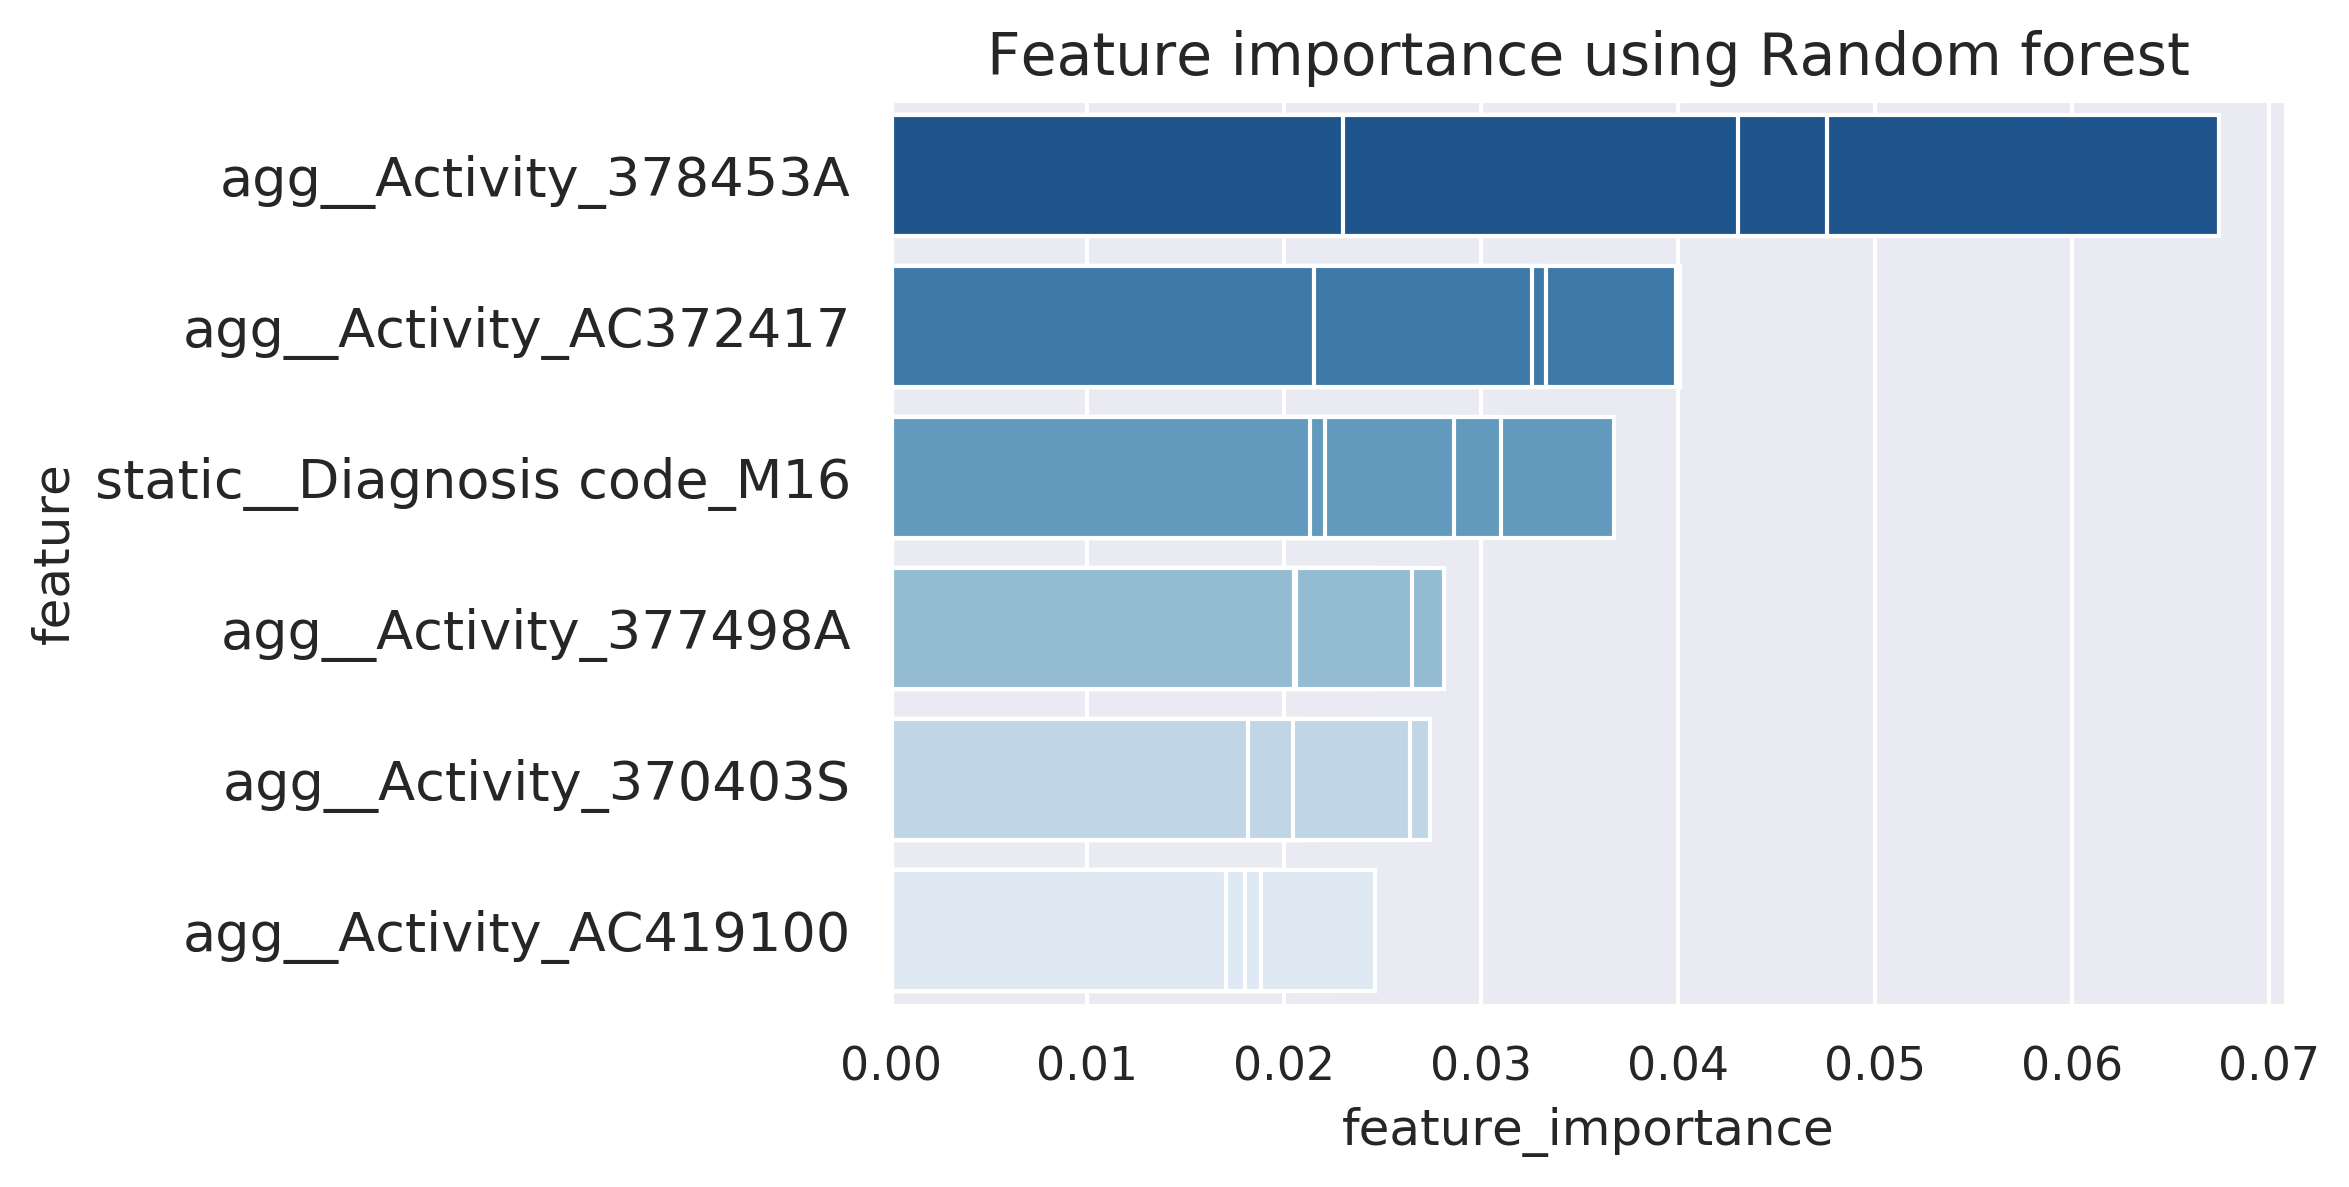 Feature importance using Random forest
feature
agg__Activity_378453A
agg__Activity_AC372417
static__Diagnosis code_M16
agg__Activity_377498A
agg__Activity_370403S
agg__Activity_AC419100
0.00 0.01 0.02 0.03 0.04 0.05 0.06 0.07
feature_importance